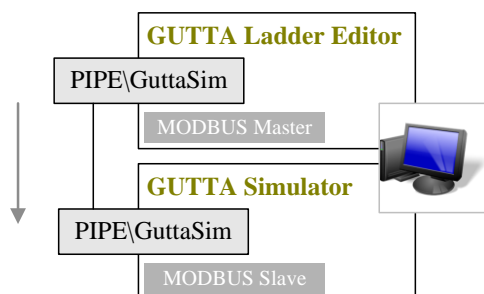 GUTTA Ladder Editor
PIPE\GuttaSim
MODBUS Master
GUTTA Simulator
PIPE\GuttaSim
MODBUS Slave